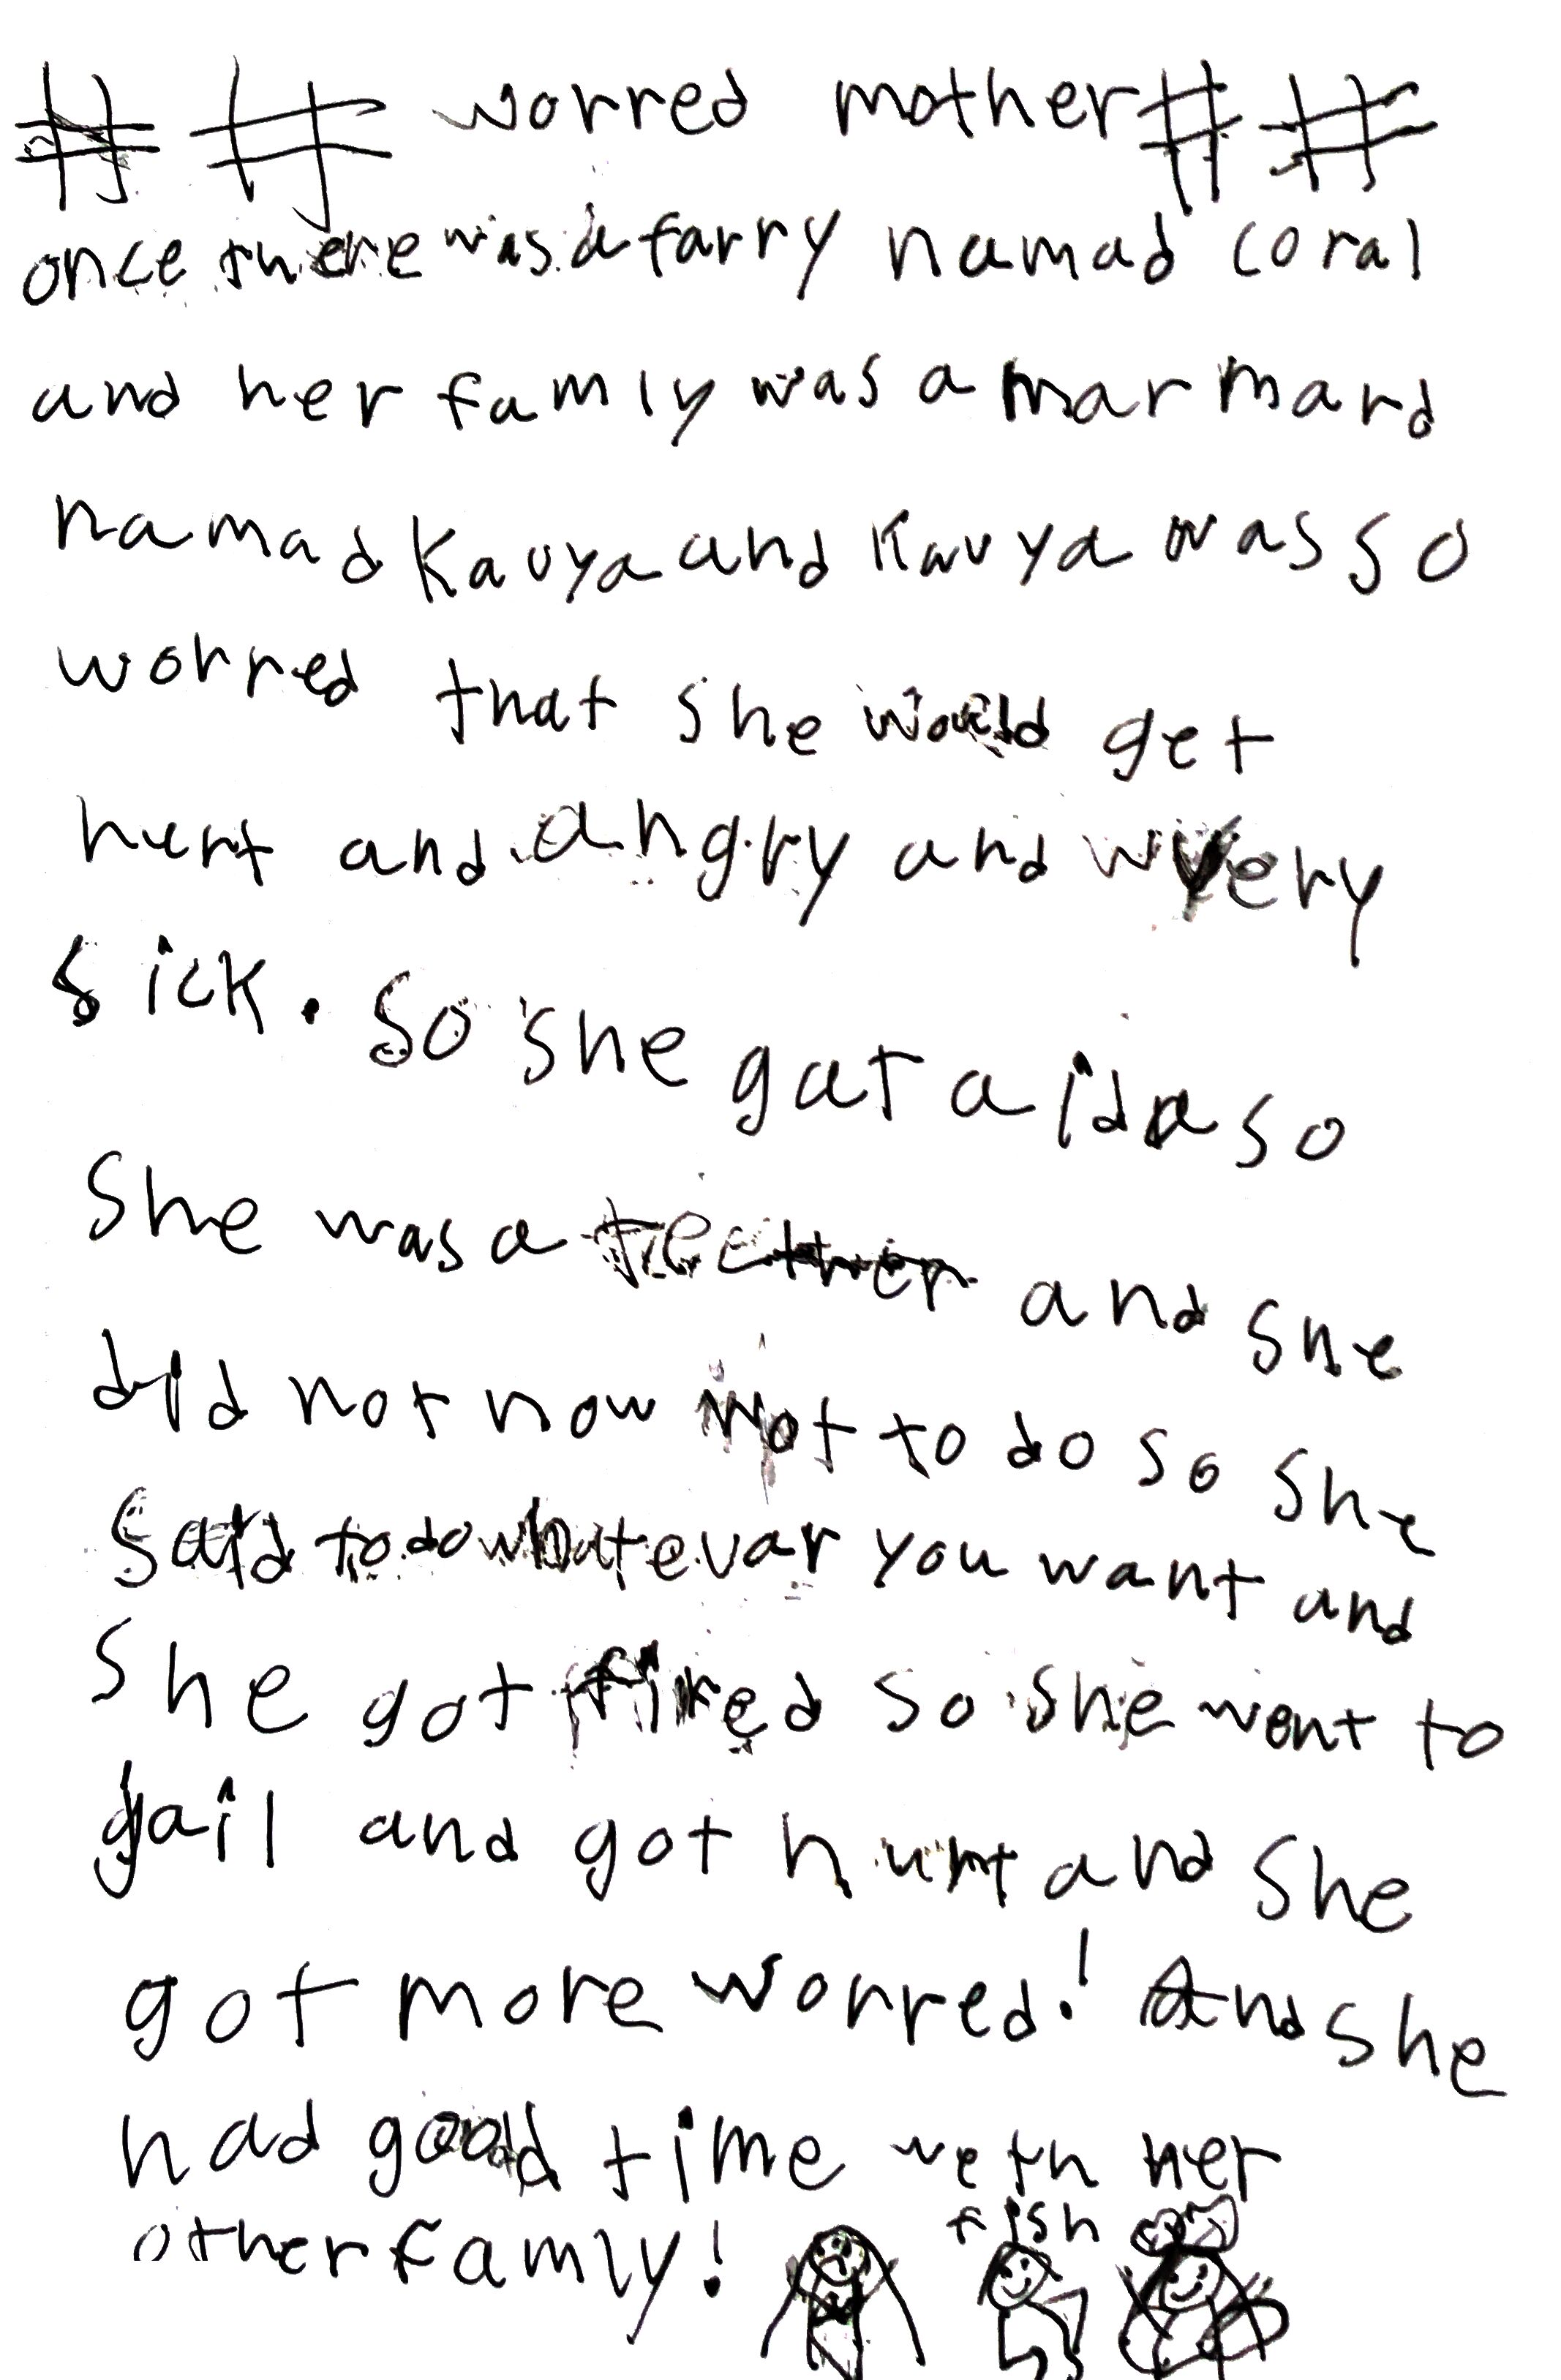 # # worred mother # #
once there was a farry namad coral
and her famly was a marmard
namad Kavya and Kavya was so
worred that she would get
hurt and angry and very
sick. So she gat a ida so
She was a teether and she
did not now wot to do so she
said to do whatevar you want and
She got fired so she went to
jail and got hurt and she
got more worred! And she
had good time weth her
other famly!
fish